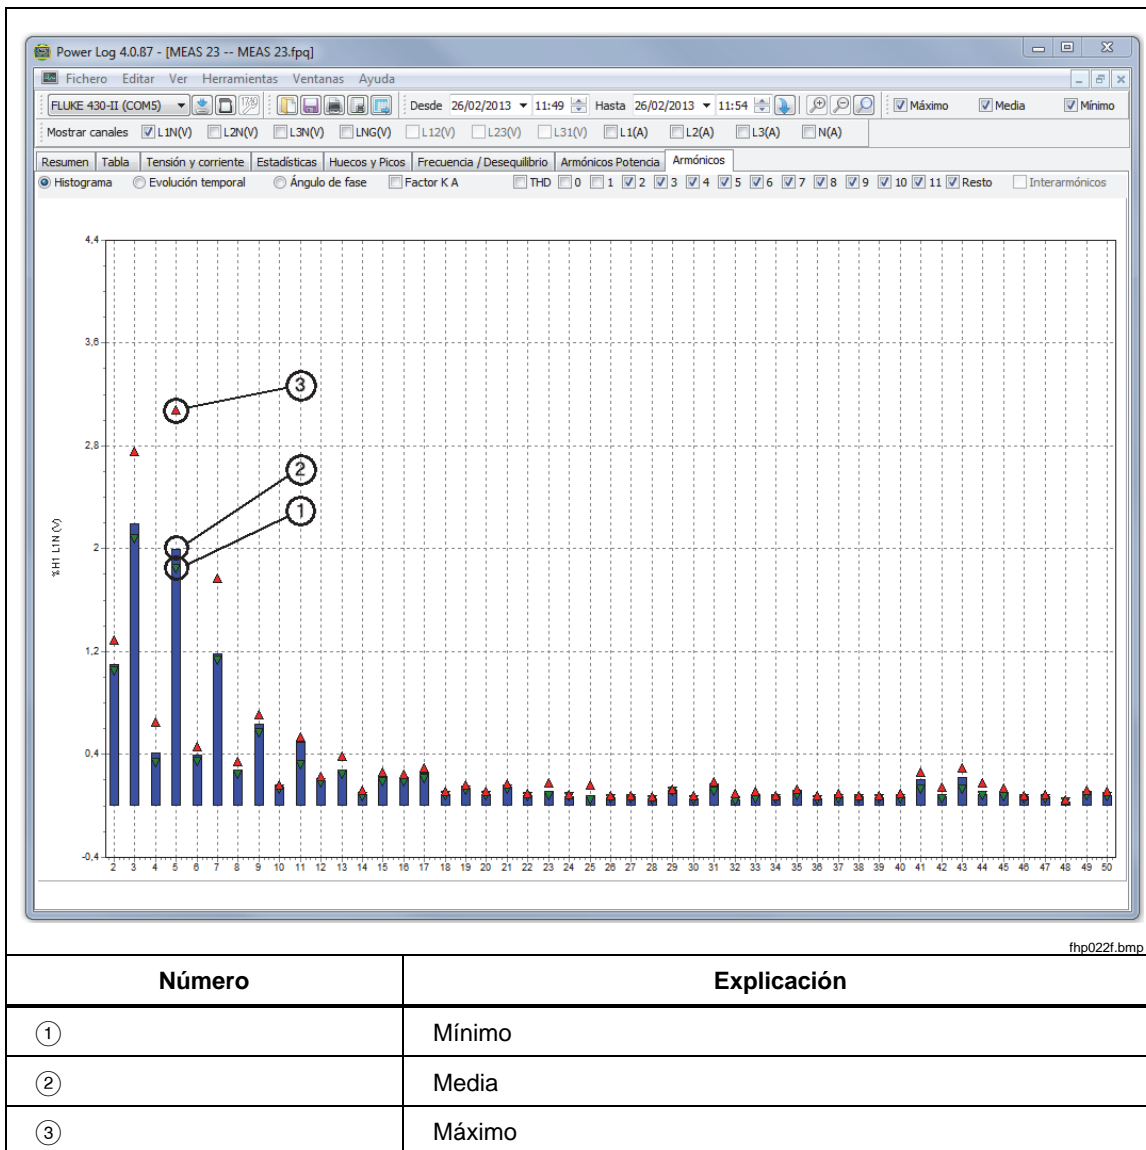 Power Log 4.0.87 - [MEAS 23 -- MEAS 23.fpq]
Fichero Editar Ver Herramientas Ventanas Ayuda
FLUKE 430-II (COM5) Desde 26/02/2013 11:49 Hasta 26/02/2013 11:54 Máximo Media Mínimo
Mostrar canales L1N(V) L2N(V) L3N(V) LNG(V) L12(V) L23(V) L31(V) L1(A) L2(A) L3(A) N(A)
Resumen Tabla Tensión y corriente Estadísticas Huecos y Picos Frecuencia / Desequilibrio Armónicos Potencia Armónicos
Histograma Evolución temporal Ángulo de fase Factor K A THD 0 1 2 3 4 5 6 7 8 9 10 11 Resto Interarmónicos
4,4
3,6
3
2,8
2
1
%H1 L1N (V)
2
1,2
0,4
-0,4
2 3 4 5 6 7 8 9 10 11 12 13 14 15 16 17 18 19 20 21 22 23 24 25 26 27 28 29 30 31 32 33 34 35 36 37 38 39 40 41 42 43 44 45 46 47 48 49 50
fhp022f.bmp
Número Explicación
1 Mínimo
2 Media
3 Máximo